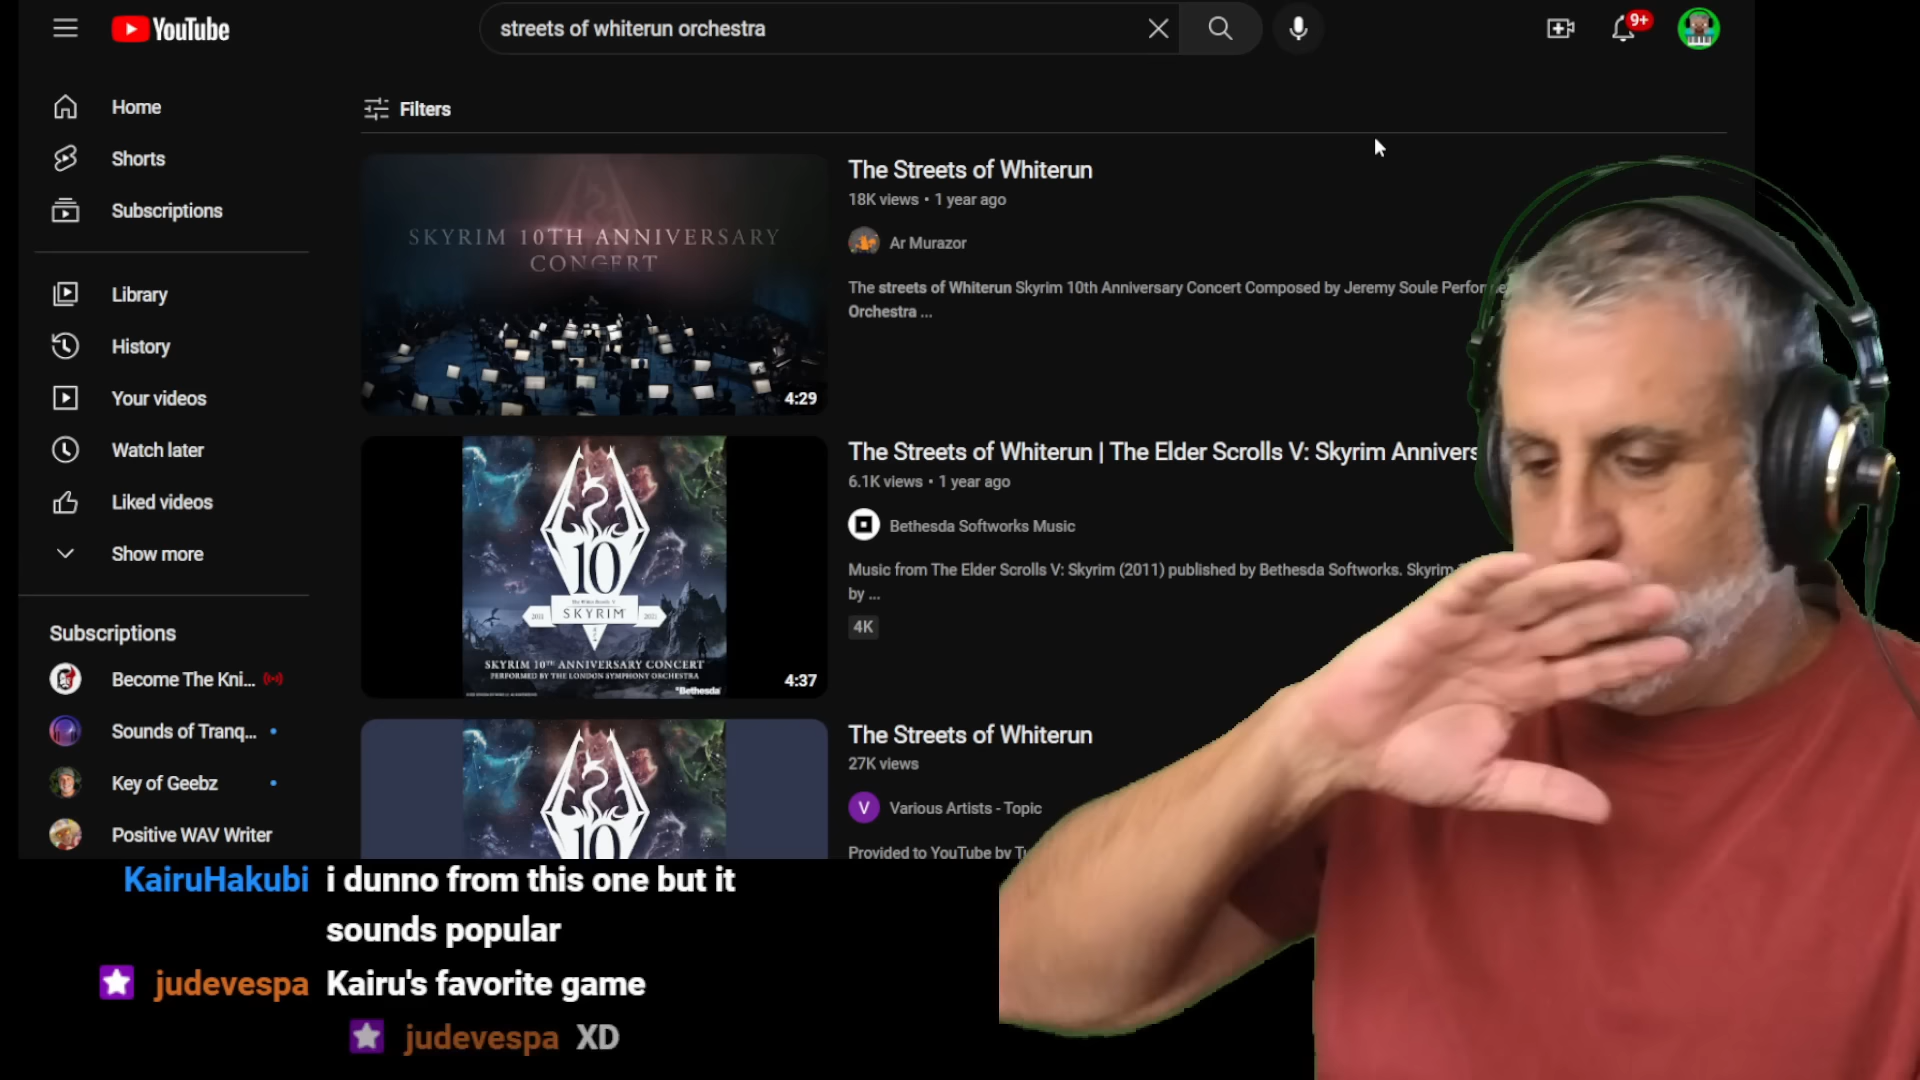 YouTube
streets of whiterun orchestra
9+
Home
Shorts
Subscriptions
Library
History
Your videos
Watch later
Liked videos
Show more
Subscriptions
Become The Kni...
Sounds of Tranq...
Key of Geebz
Positive WAV Writer
Filters
SKYRIM 10TH ANNIVERSARY
CONCERT
4:29
The Streets of Whiterun
18K views • 1 year ago
Ar Murazor
The streets of Whiterun Skyrim 10th Anniversary Concert Composed by Jeremy Soule
Orchestra ...
10
SKYRIM
SKYRIM 10TH ANNIVERSARY CONCERT
PERFORMED BY THE LONDON SYMPHONY ORCHESTRA
Bethesda
4:37
The Streets of Whiterun | The Elder Scrolls V: Skyrim Annivers
6.1K views • 1 year ago
Bethesda Softworks Music
Music from The Elder Scrolls V: Skyrim (2011) published by Bethesda Softworks. Skyrim
by ...
4K
10
The Streets of Whiterun
27K views
V
Various Artists - Topic
Provided to YouTube by
KairuHakubi i dunno from this one but it
sounds popular
judevespa Kairu's favorite game
judevespa XD